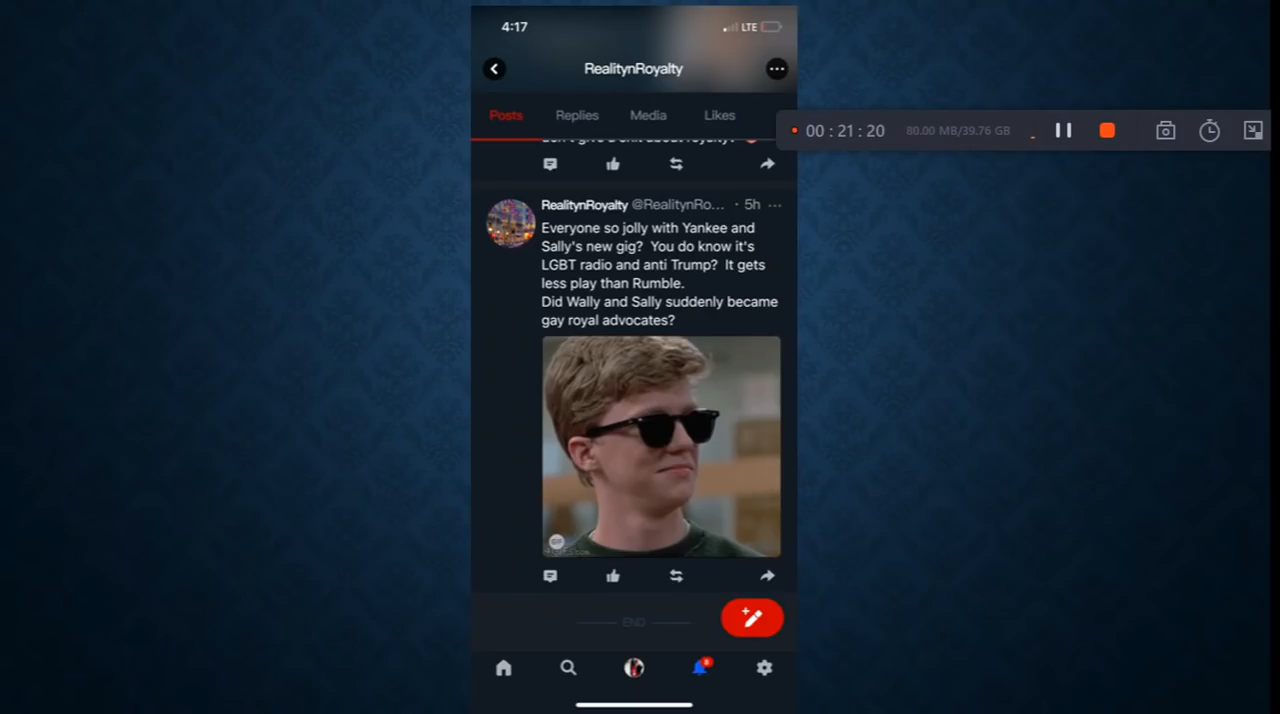 4:17
LTE
RealitynRoyalty
Posts Replies Media Likes
00 : 21 : 20
80.00 MB/39.76 GB
RealitynRoyalty @RealitynRo... · 5h
Everyone so jolly with Yankee and
Sally's new gig? You do know it's
LGBT radio and anti Trump? It gets
less play than Rumble.
Did Wally and Sally suddenly became
gay royal advocates?
GIF
END
8